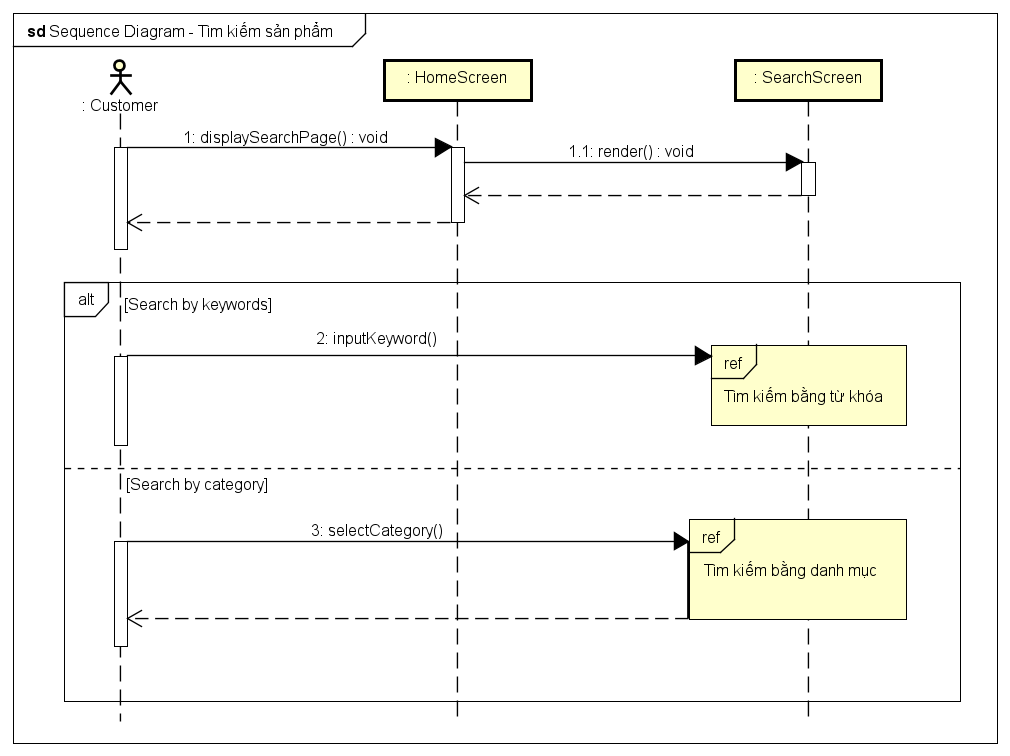 sd Sequence Diagram - Tìm kiếm sản phẩm
: Customer
: HomeScreen
: SearchScreen
1: displaySearchPage() : void
1.1: render() : void
alt
[Search by keywords]
2: inputKeyword()
ref
Tìm kiếm bằng từ khóa
[Search by category]
3: selectCategory()
ref
Tìm kiếm bằng danh mục